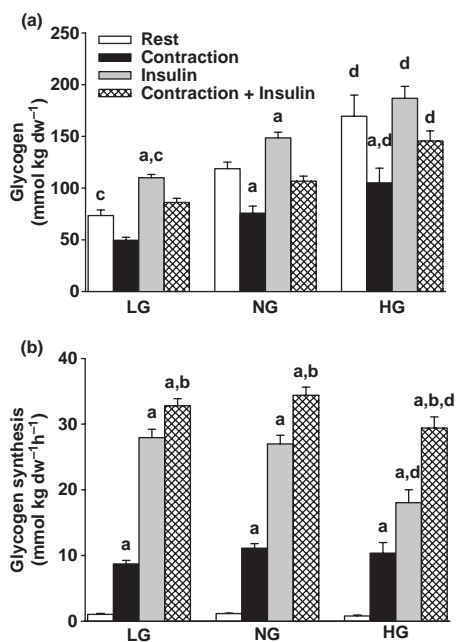 (a)
Rest
Contraction
Insulin
Contraction + Insulin
Glycogen
(mmol kg dw⁻¹)
250
200
150
100
50
0
c
a,c
a
a
d
a,d
d
d
LG
NG
HG
(b)
Glycogen synthesis
(mmol kg dw⁻¹h⁻¹)
40
30
20
10
0
a
a
a,b
a
a
a,b
a
a,d
a,b,d
LG
NG
HG